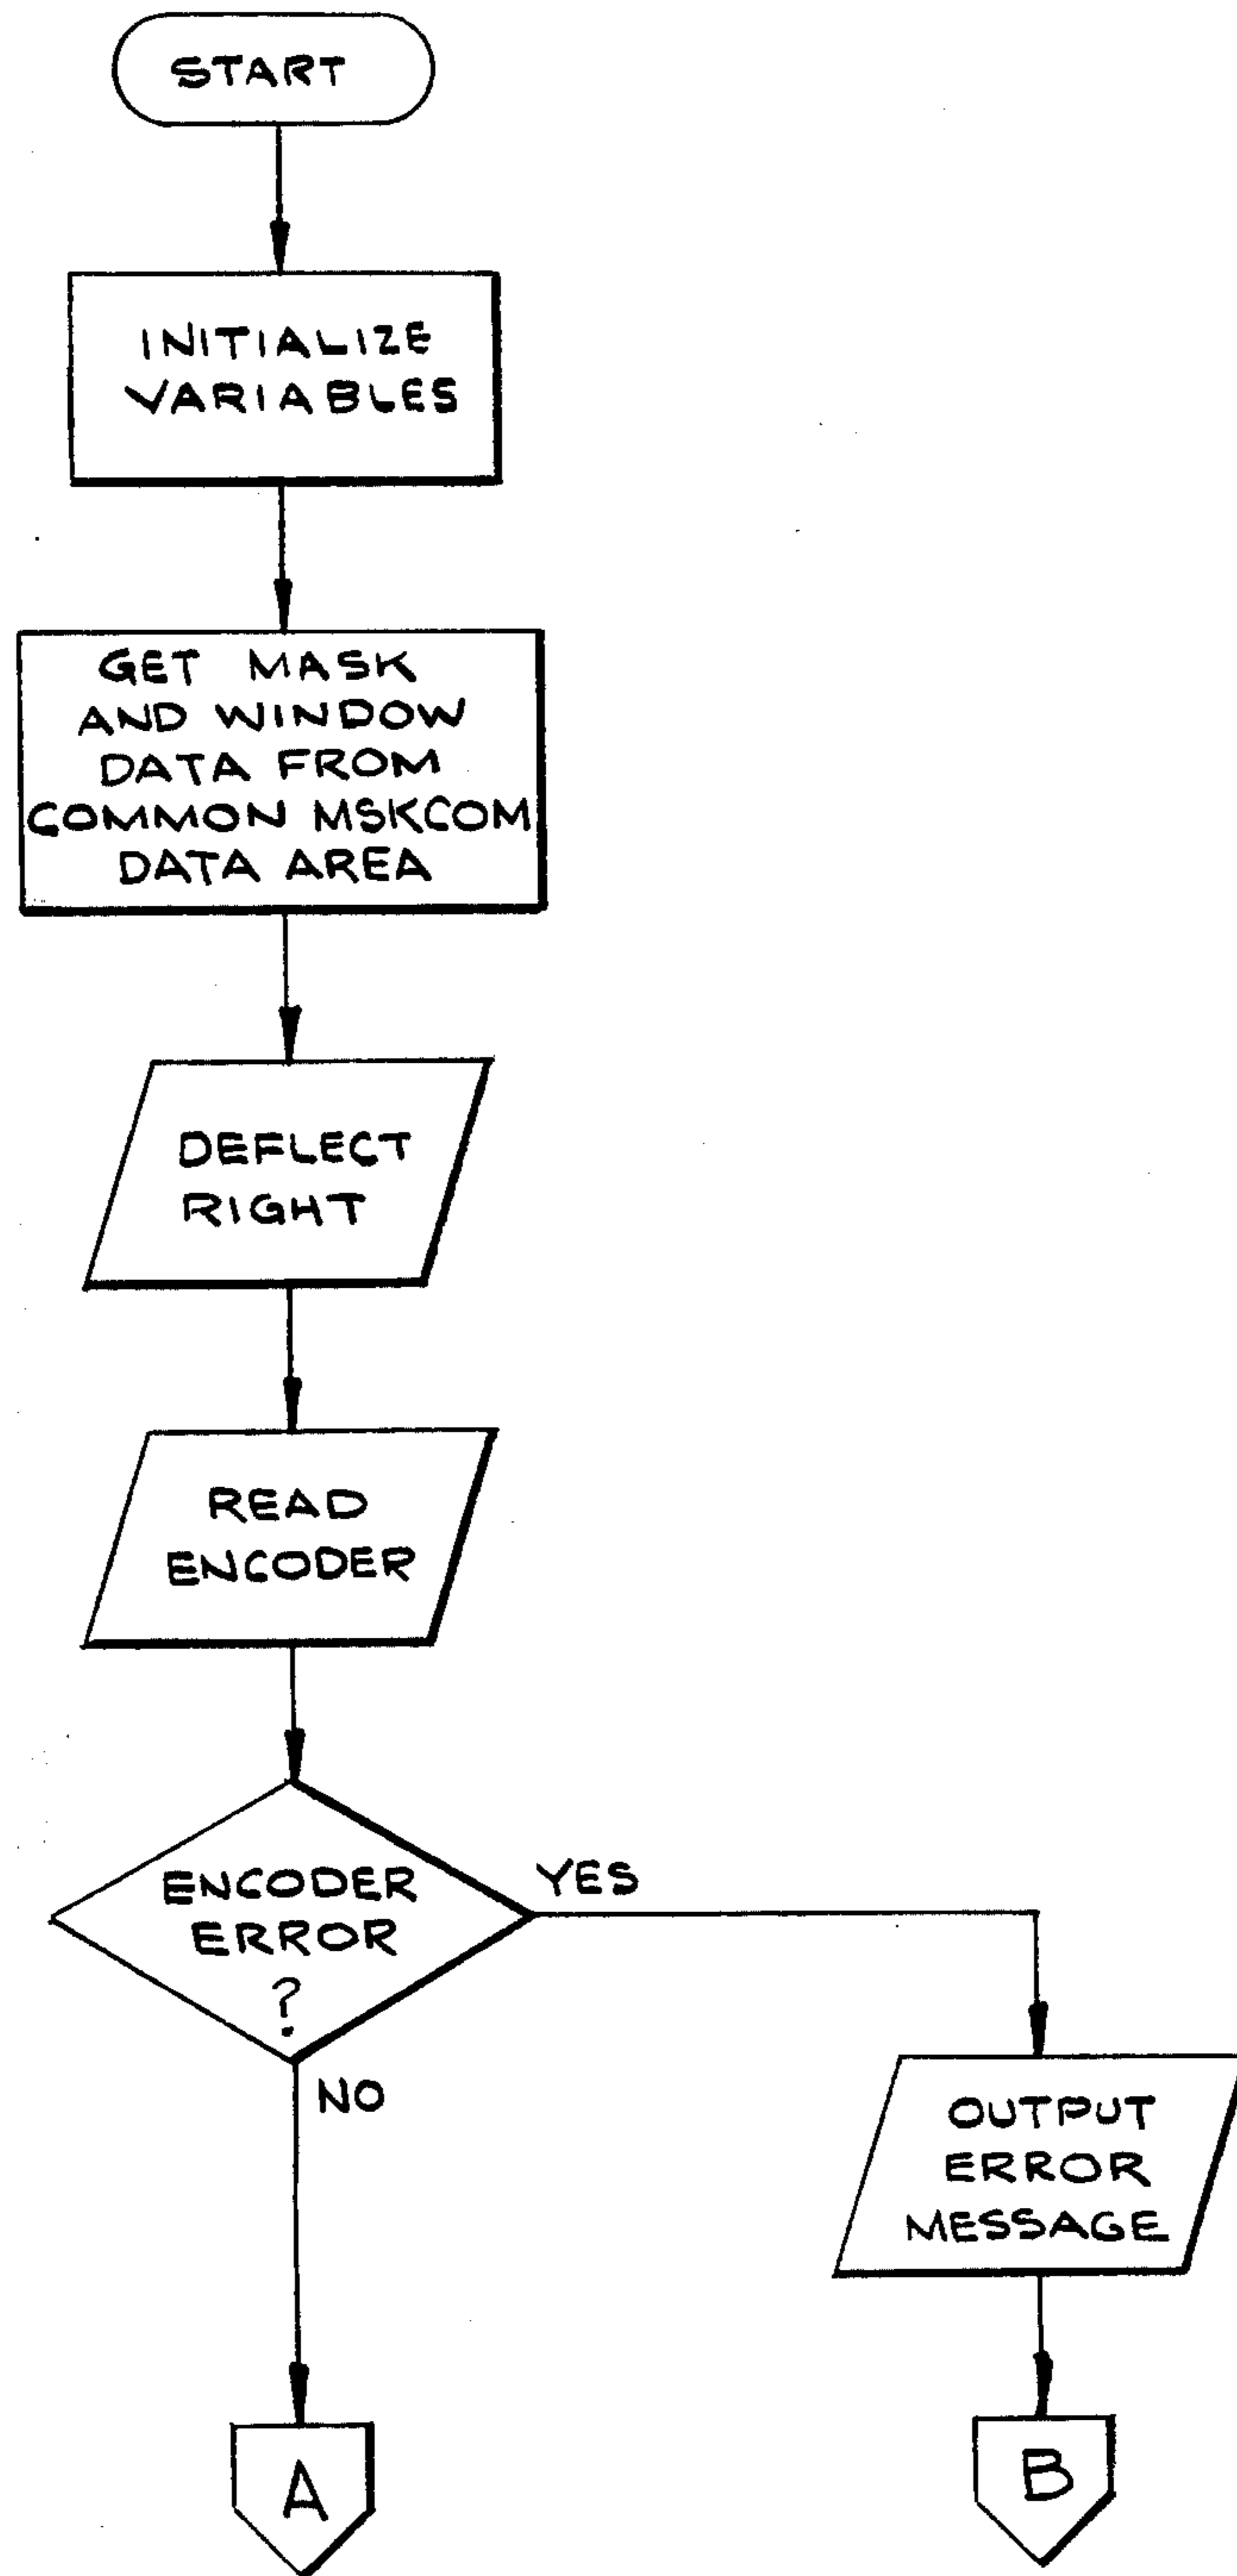 START
INITIALIZE
VARIABLES
GET MASK
AND WINDOW
DATA FROM
COMMON MSKCOM
DATA AREA
DEFLECT
RIGHT
READ
ENCODER
ENCODER
ERROR
?
YES
NO
OUTPUT
ERROR
MESSAGE
A
B